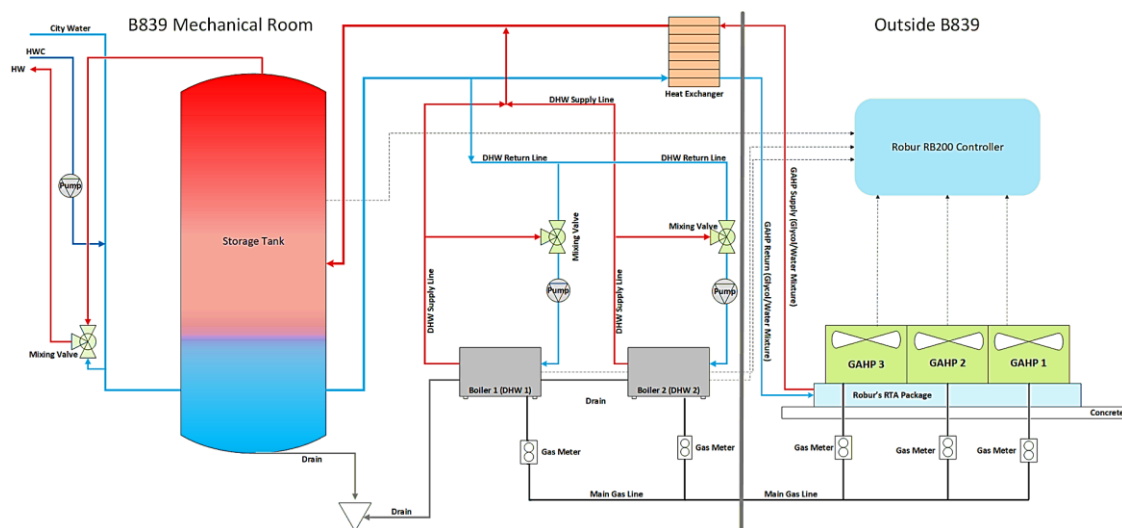 B839 Mechanical Room
Outside B839
City Water
HWC
HW
Pump
Mixing Valve
Storage Tank
Drain
Drain
Heat Exchanger
DHW Supply Line
DHW Return Line
DHW Return Line
Mixing Valve
Mixing Valve
Pump
Pump
DHW Supply Line
DHW Supply Line
Boiler 1 (DHW 1)
Boiler 2 (DHW 2)
Drain
Gas Meter
Gas Meter
Main Gas Line
Main Gas Line
GAHP Return (Glycol/Water Mixture)
GAHP Supply (Glycol/Water Mixture)
Robur RB200 Controller
GAHP 3
GAHP 2
GAHP 1
Robur's RTA Package
Concrete
Gas Meter
Gas Meter
Gas Meter